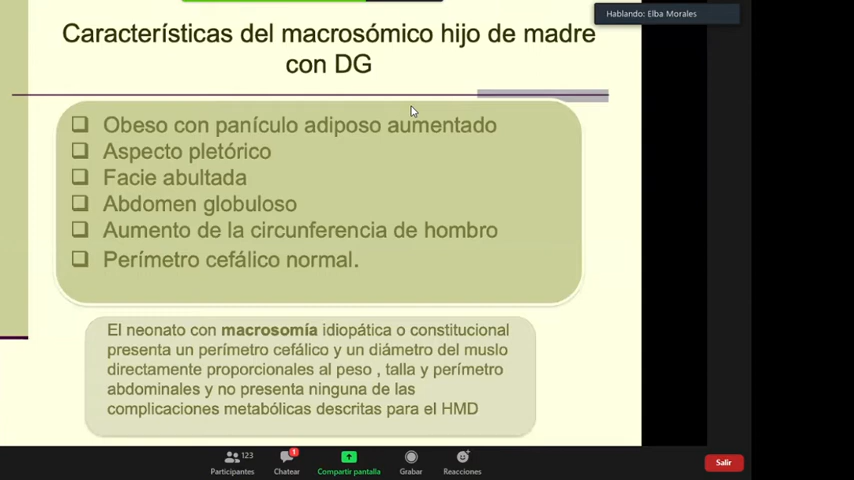 Hablando: Elba Morales
Características del macrosómico hijo de madre
con DG
Obeso con panículo adiposo aumentado
Aspecto pletórico
Facie abultada
Abdomen globuloso
Aumento de la circunferencia de hombro
Perímetro cefálico normal.
El neonato con macrosomía idiopática o constitucional
presenta un perímetro cefálico y un diámetro del muslo
directamente proporcionales al peso , talla y perímetro
abdominales y no presenta ninguna de las
complicaciones metabólicas descritas para el HMD
123
1
Participantes
Chatear
Compartir pantalla
Grabar
Reacciones
Salir